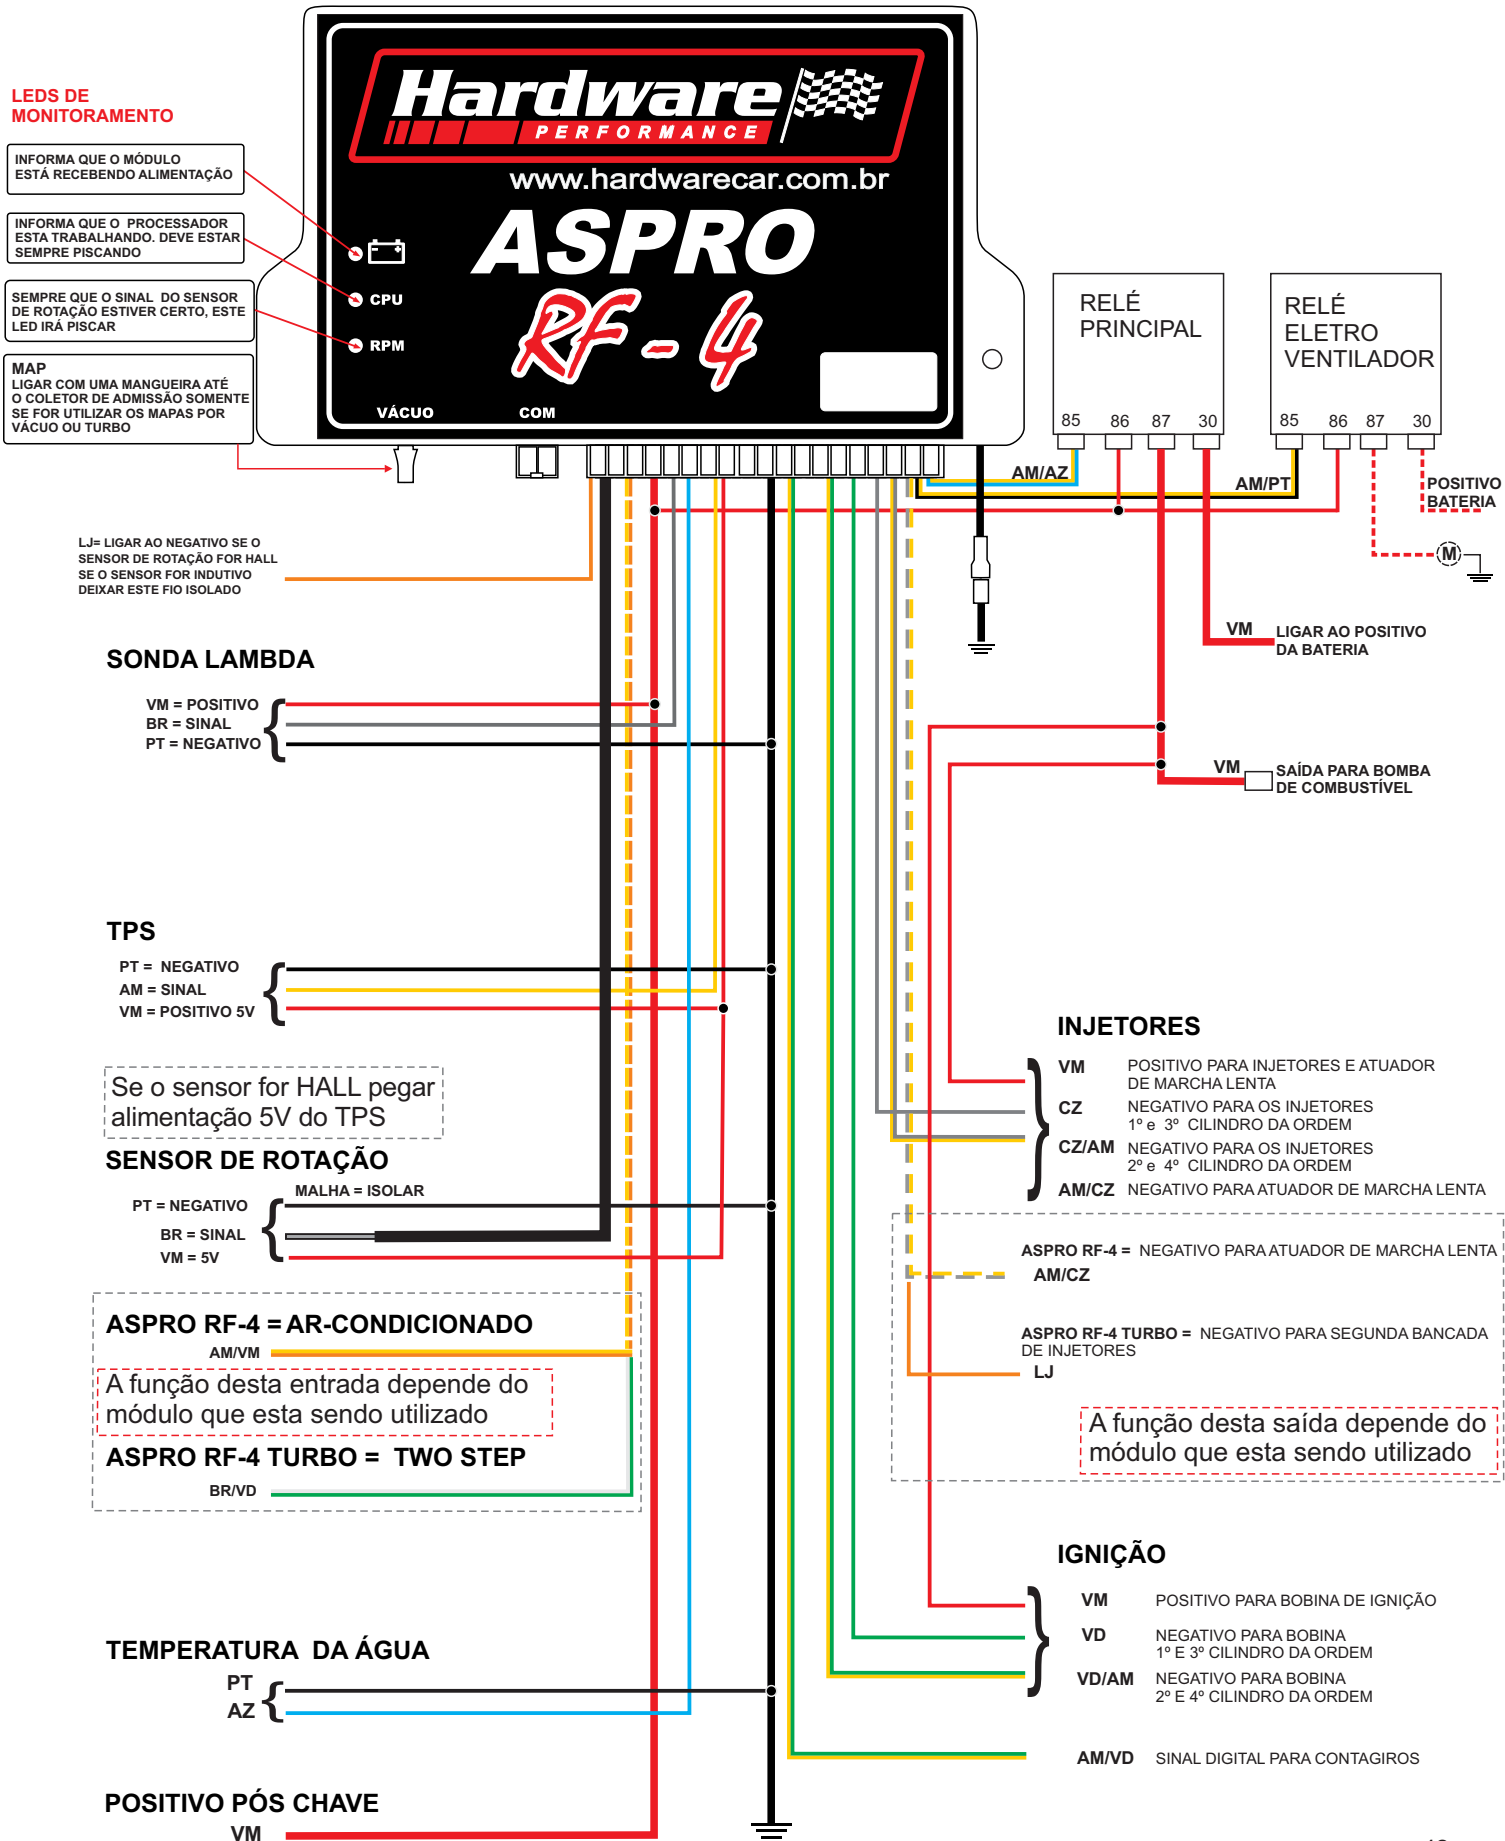 Hardware
PERFORMANCE
www.hardwarecar.com.br
ASPRO
RF - 4
CPU
RPM
VÁCUO
COM
LEDS DE
MONITORAMENTO
INFORMA QUE O MÓDULO
ESTÁ RECEBENDO ALIMENTAÇÃO
INFORMA QUE O PROCESSADOR
ESTA TRABALHANDO. DEVE ESTAR
SEMPRE PISCANDO
SEMPRE QUE O SINAL DO SENSOR
DE ROTAÇÃO ESTIVER CERTO, ESTE
LED IRÁ PISCAR
MAP
LIGAR COM UMA MANGUEIRA ATÉ
O COLETOR DE ADMISSÃO SOMENTE
SE FOR UTILIZAR OS MAPAS POR
VÁCUO OU TURBO
RELÉ
PRINCIPAL
85 86 87 30
RELÉ
ELETRO
VENTILADOR
85 86 87 30
AM/AZ
AM/PT
POSITIVO
BATERIA
M
VM LIGAR AO POSITIVO
DA BATERIA
VM SAÍDA PARA BOMBA
DE COMBUSTÍVEL
LJ= LIGAR AO NEGATIVO SE O
SENSOR DE ROTAÇÃO FOR HALL
SE O SENSOR FOR INDUTIVO
DEIXAR ESTE FIO ISOLADO
SONDA LAMBDA
VM = POSITIVO
BR = SINAL
PT = NEGATIVO
TPS
PT = NEGATIVO
AM = SINAL
VM = POSITIVO 5V
Se o sensor for HALL pegar
alimentação 5V do TPS
SENSOR DE ROTAÇÃO
MALHA = ISOLAR
PT = NEGATIVO
BR = SINAL
VM = 5V
ASPRO RF-4 = AR-CONDICIONADO
AM/VM
A função desta entrada depende do
módulo que esta sendo utilizado
ASPRO RF-4 TURBO = TWO STEP
BR/VD
TEMPERATURA DA ÁGUA
PT
AZ
POSITIVO PÓS CHAVE
VM
INJETORES
VM POSITIVO PARA INJETORES E ATUADOR
DE MARCHA LENTA
CZ NEGATIVO PARA OS INJETORES
1º e 3º CILINDRO DA ORDEM
CZ/AM NEGATIVO PARA OS INJETORES
2º e 4º CILINDRO DA ORDEM
AM/CZ NEGATIVO PARA ATUADOR DE MARCHA LENTA
ASPRO RF-4 = NEGATIVO PARA ATUADOR DE MARCHA LENTA
AM/CZ
ASPRO RF-4 TURBO = NEGATIVO PARA SEGUNDA BANCADA
DE INJETORES
LJ
A função desta saída depende do
módulo que esta sendo utilizado
IGNIÇÃO
VM POSITIVO PARA BOBINA DE IGNIÇÃO
VD NEGATIVO PARA BOBINA
1º E 3º CILINDRO DA ORDEM
VD/AM NEGATIVO PARA BOBINA
2º E 4º CILINDRO DA ORDEM
AM/VD SINAL DIGITAL PARA CONTAGIROS